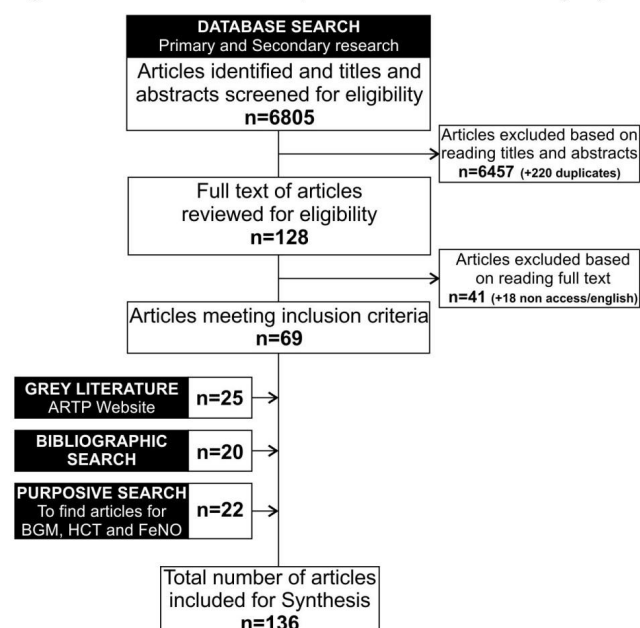 DATABASE SEARCH
Primary and Secondary research
Articles identified and titles and
abstracts screened for eligibility
n=6805
Articles excluded based on
reading titles and abstracts
n=6457 (+220 duplicates)
Full text of articles
reviewed for eligibility
n=128
Articles excluded based
on reading full text
n=41 (+18 non access/english)
Articles meeting inclusion criteria
n=69
GREY LITERATURE
ARTP Website
n=25
BIBLIOGRAPHIC
SEARCH
n=20
PURPOSIVE SEARCH
To find articles for
BGM, HCT and FeNO
n=22
Total number of articles
included for Synthesis
n=136